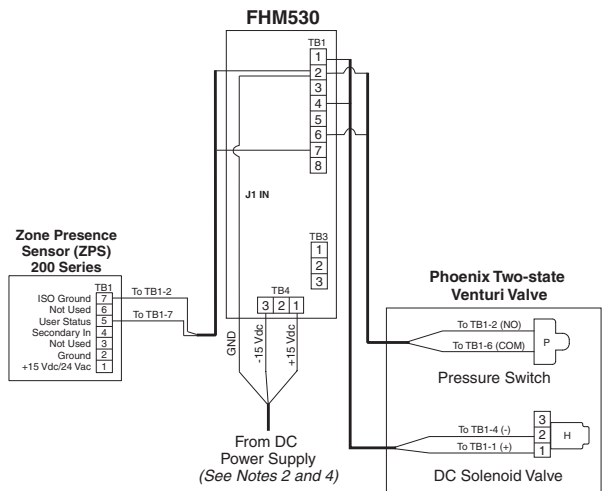 FHM530
TB1
1
2
3
4
5
6
7
8
J1 IN
TB3
1
2
3
TB4
3 2 1
GND
-15 Vdc
+15 Vdc
From DC
Power Supply
(See Notes 2 and 4)
Zone Presence
Sensor (ZPS)
200 Series
TB1
ISO Ground 7
Not Used 6
User Status 5
Secondary In 4
Not Used 3
Ground 2
+15 Vdc/24 Vac 1
To TB1-2
To TB1-7
Phoenix Two-state
Venturi Valve
To TB1-2 (NO)
To TB1-6 (COM)
P
Pressure Switch
To TB1-4 (-)
To TB1-1 (+)
3
2
1
H
DC Solenoid Valve